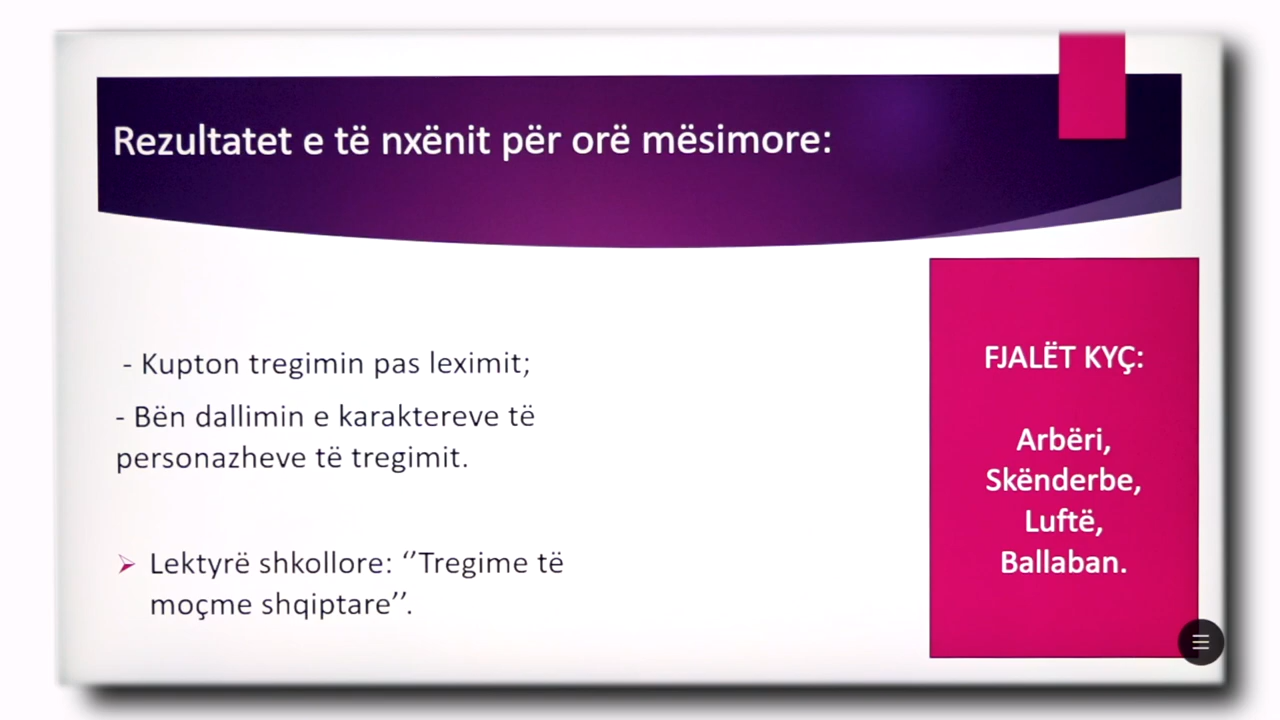 Rezultatet e të nxënit për orë mësimore:
- Kupton tregimin pas leximit;
- Bën dallimin e karaktereve të
personazheve të tregimit.
Lektyrë shkollore: ‘’Tregime të
moçme shqiptare’’.
FJALËT KYÇ:
Arbëri,
Skënderbe,
Luftë,
Ballaban.